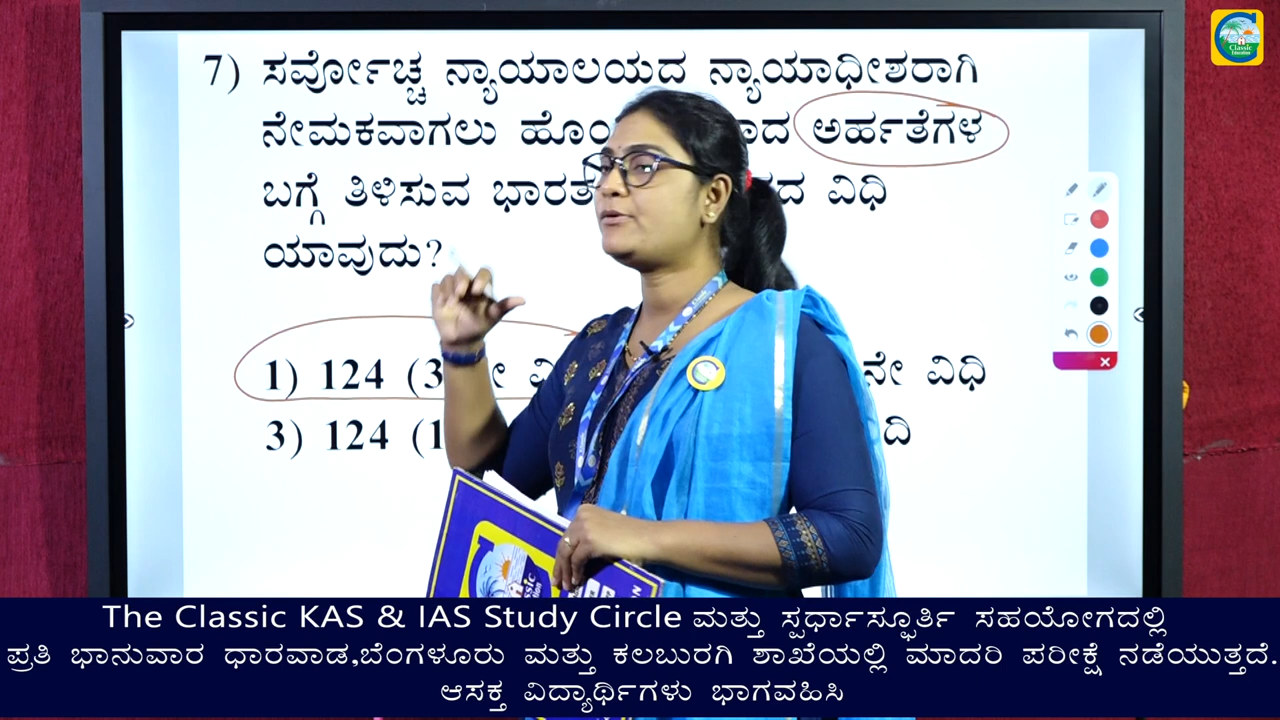 Classic
Education
7) ಸರ್ವೋಚ್ಚ ನ್ಯಾಯಾಲಯದ ನ್ಯಾಯಾಧೀಶರಾಗಿ
ನೇಮಕವಾಗಲು ಅರ್ಹತೆಗಳ
ಬಗ್ಗೆ ತಿಳಿಸುವ ವಿಧಿ
ಯಾವುದು?
1) 124 (3 ನೇ ವಿಧಿ
3) 124 (1
The Classic KAS & IAS Study Circle ಮತ್ತು ಸ್ಪರ್ಧಾಸ್ಫೂರ್ತಿ ಸಹಯೋಗದಲ್ಲಿ
ಪ್ರತಿ ಭಾನುವಾರ ಧಾರವಾಡ,ಬೆಂಗಳೂರು ಮತ್ತು ಕಲಬುರಗಿ ಶಾಖೆಯಲ್ಲಿ ಮಾದರಿ ಪರೀಕ್ಷೆ ನಡೆಯುತ್ತದೆ.
ಆಸಕ್ತ ವಿದ್ಯಾರ್ಥಿಗಳು ಭಾಗವಹಿಸಿ